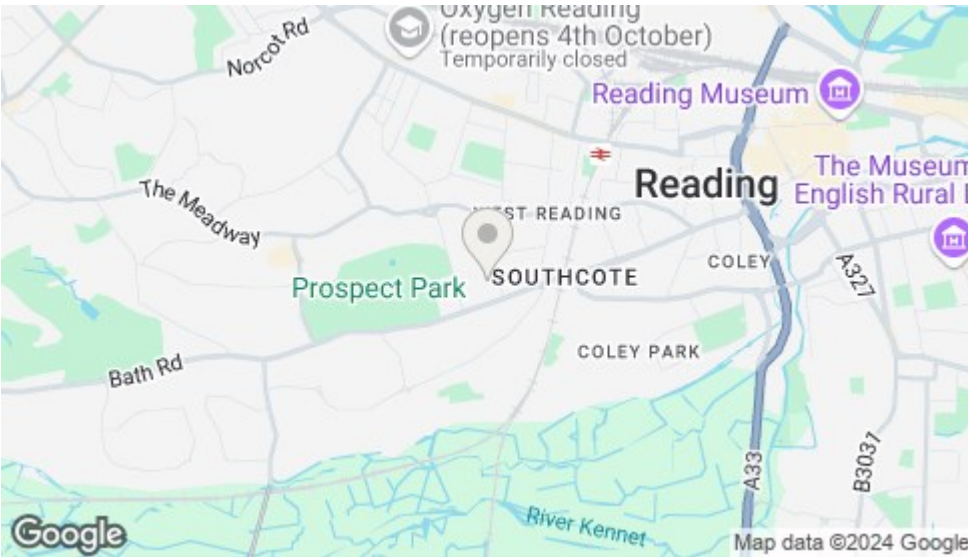 Oxygen Reading
(reopens 4th October)
Temporarily closed
Norcot Rd
Reading Museum
The Museum
English Rural
Reading
The Meadway
WEST READING
Prospect Park
SOUTHCOTE
COLEY
A327
COLEY PARK
Bath Rd
A33
B3031
River Kennet
Google
Map data ©2024 Google